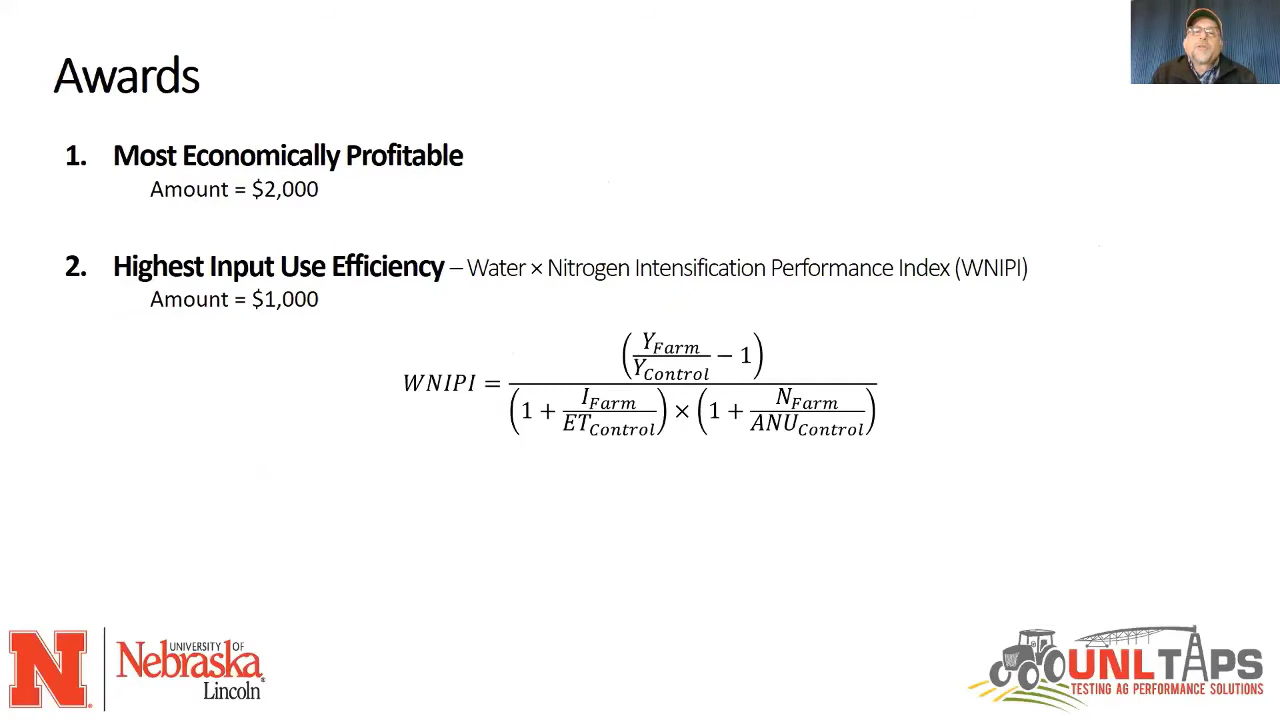 Awards
1. Most Economically Profitable
Amount = $2,000
2. Highest Input Use Efficiency – Water × Nitrogen Intensification Performance Index (WNIPI)
Amount = $1,000
WNIPI = (Y_Farm / Y_Control − 1) / ((1 + I_Farm / ET_Control) × (1 + N_Farm / ANU_Control))
N
UNIVERSITY OF
Nebraska
Lincoln
UNL TAPS
TESTING AG PERFORMANCE SOLUTIONS